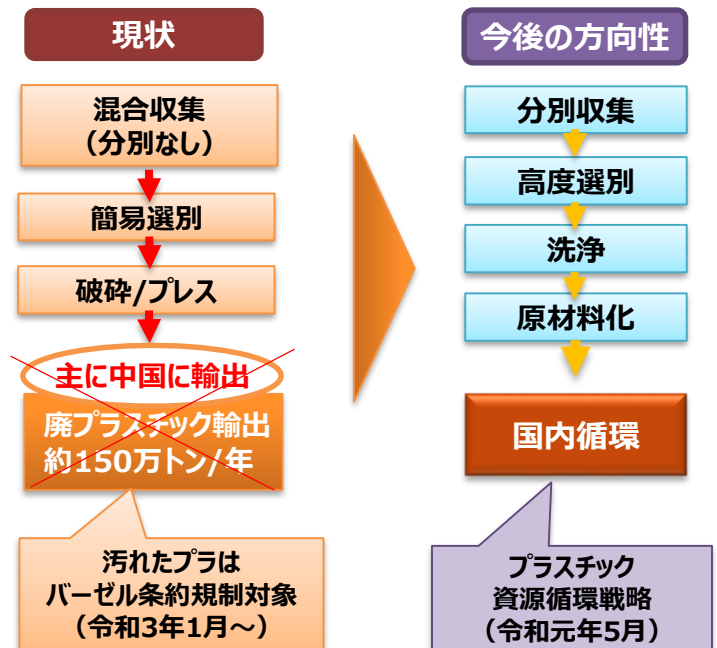 現状
混合収集
（分別なし）
簡易選別
破砕/プレス
主に中国に輸出
廃プラスチック輸出
約150万トン/年
汚れたプラは
バーゼル条約規制対象
（令和3年1月～）
今後の方向性
分別収集
高度選別
洗浄
原材料化
国内循環
プラスチック
資源循環戦略
（令和元年5月）